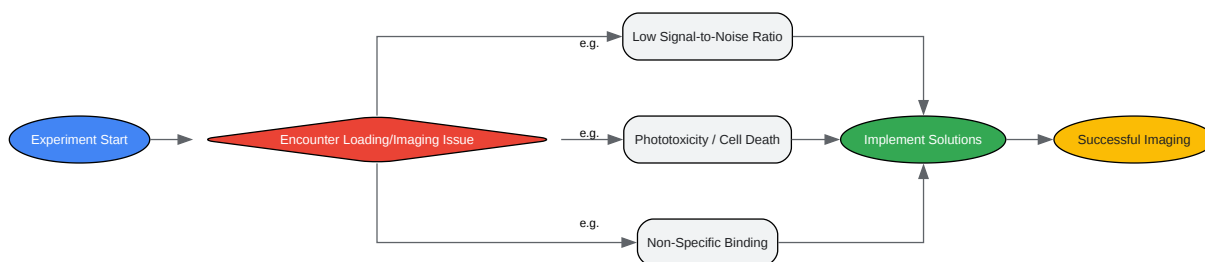 Experiment Start
Encounter Loading/Imaging Issue
e.g.
Low Signal-to-Noise Ratio
e.g.
Phototoxicity / Cell Death
e.g.
Non-Specific Binding
Implement Solutions
Successful Imaging